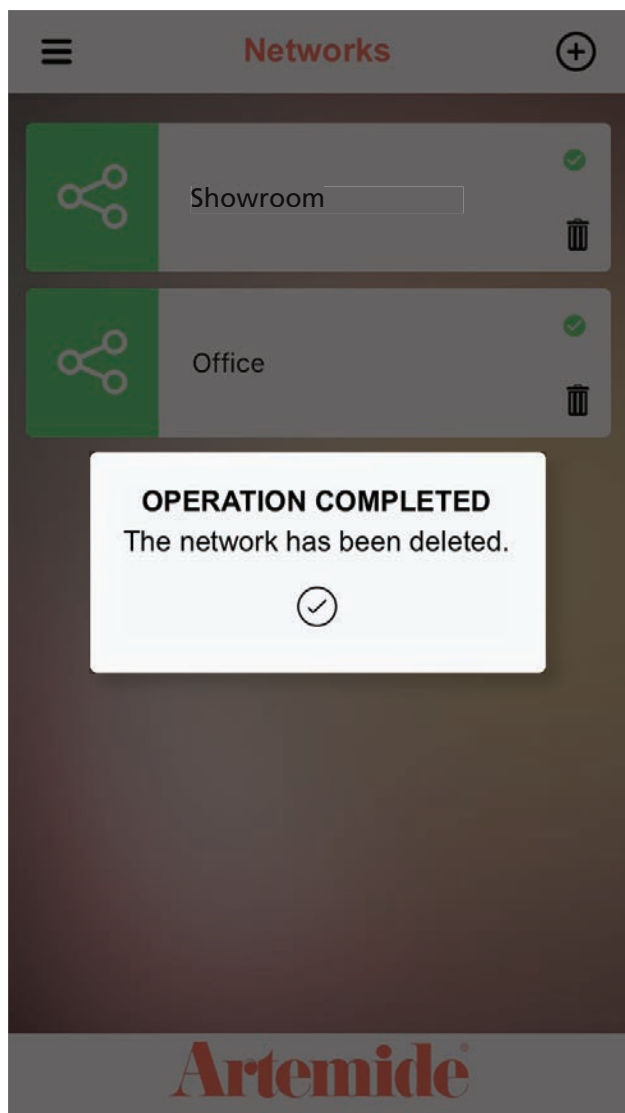 Networks
Showroom
Office
OPERATION COMPLETED
The network has been deleted.
Artemide